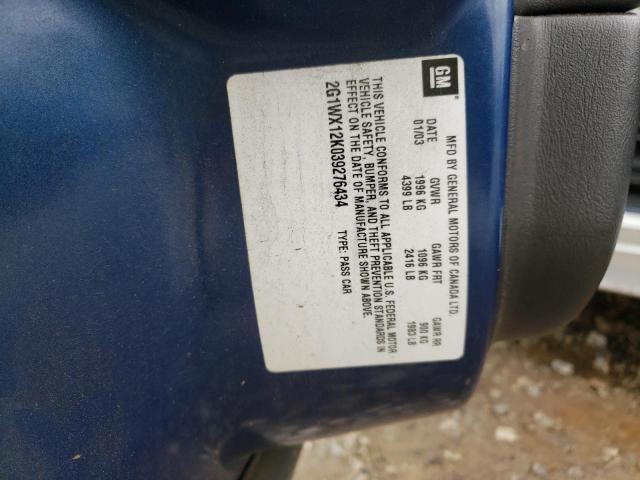 GM
MFD BY GENERAL MOTORS OF CANADA LTD.
DATE GVWR GAWR FRT GAWR RR
01/03 1996 KG 1096 KG 900 KG
4399 LB 2416 LB 1983 LB
THIS VEHICLE CONFORMS TO ALL APPLICABLE U.S. FEDERAL MOTOR
VEHICLE SAFETY, BUMPER, AND THEFT PREVENTION STANDARDS IN
EFFECT ON THE DATE OF MANUFACTURE SHOWN ABOVE.
2G1WX12K039276434 TYPE: PASS CAR